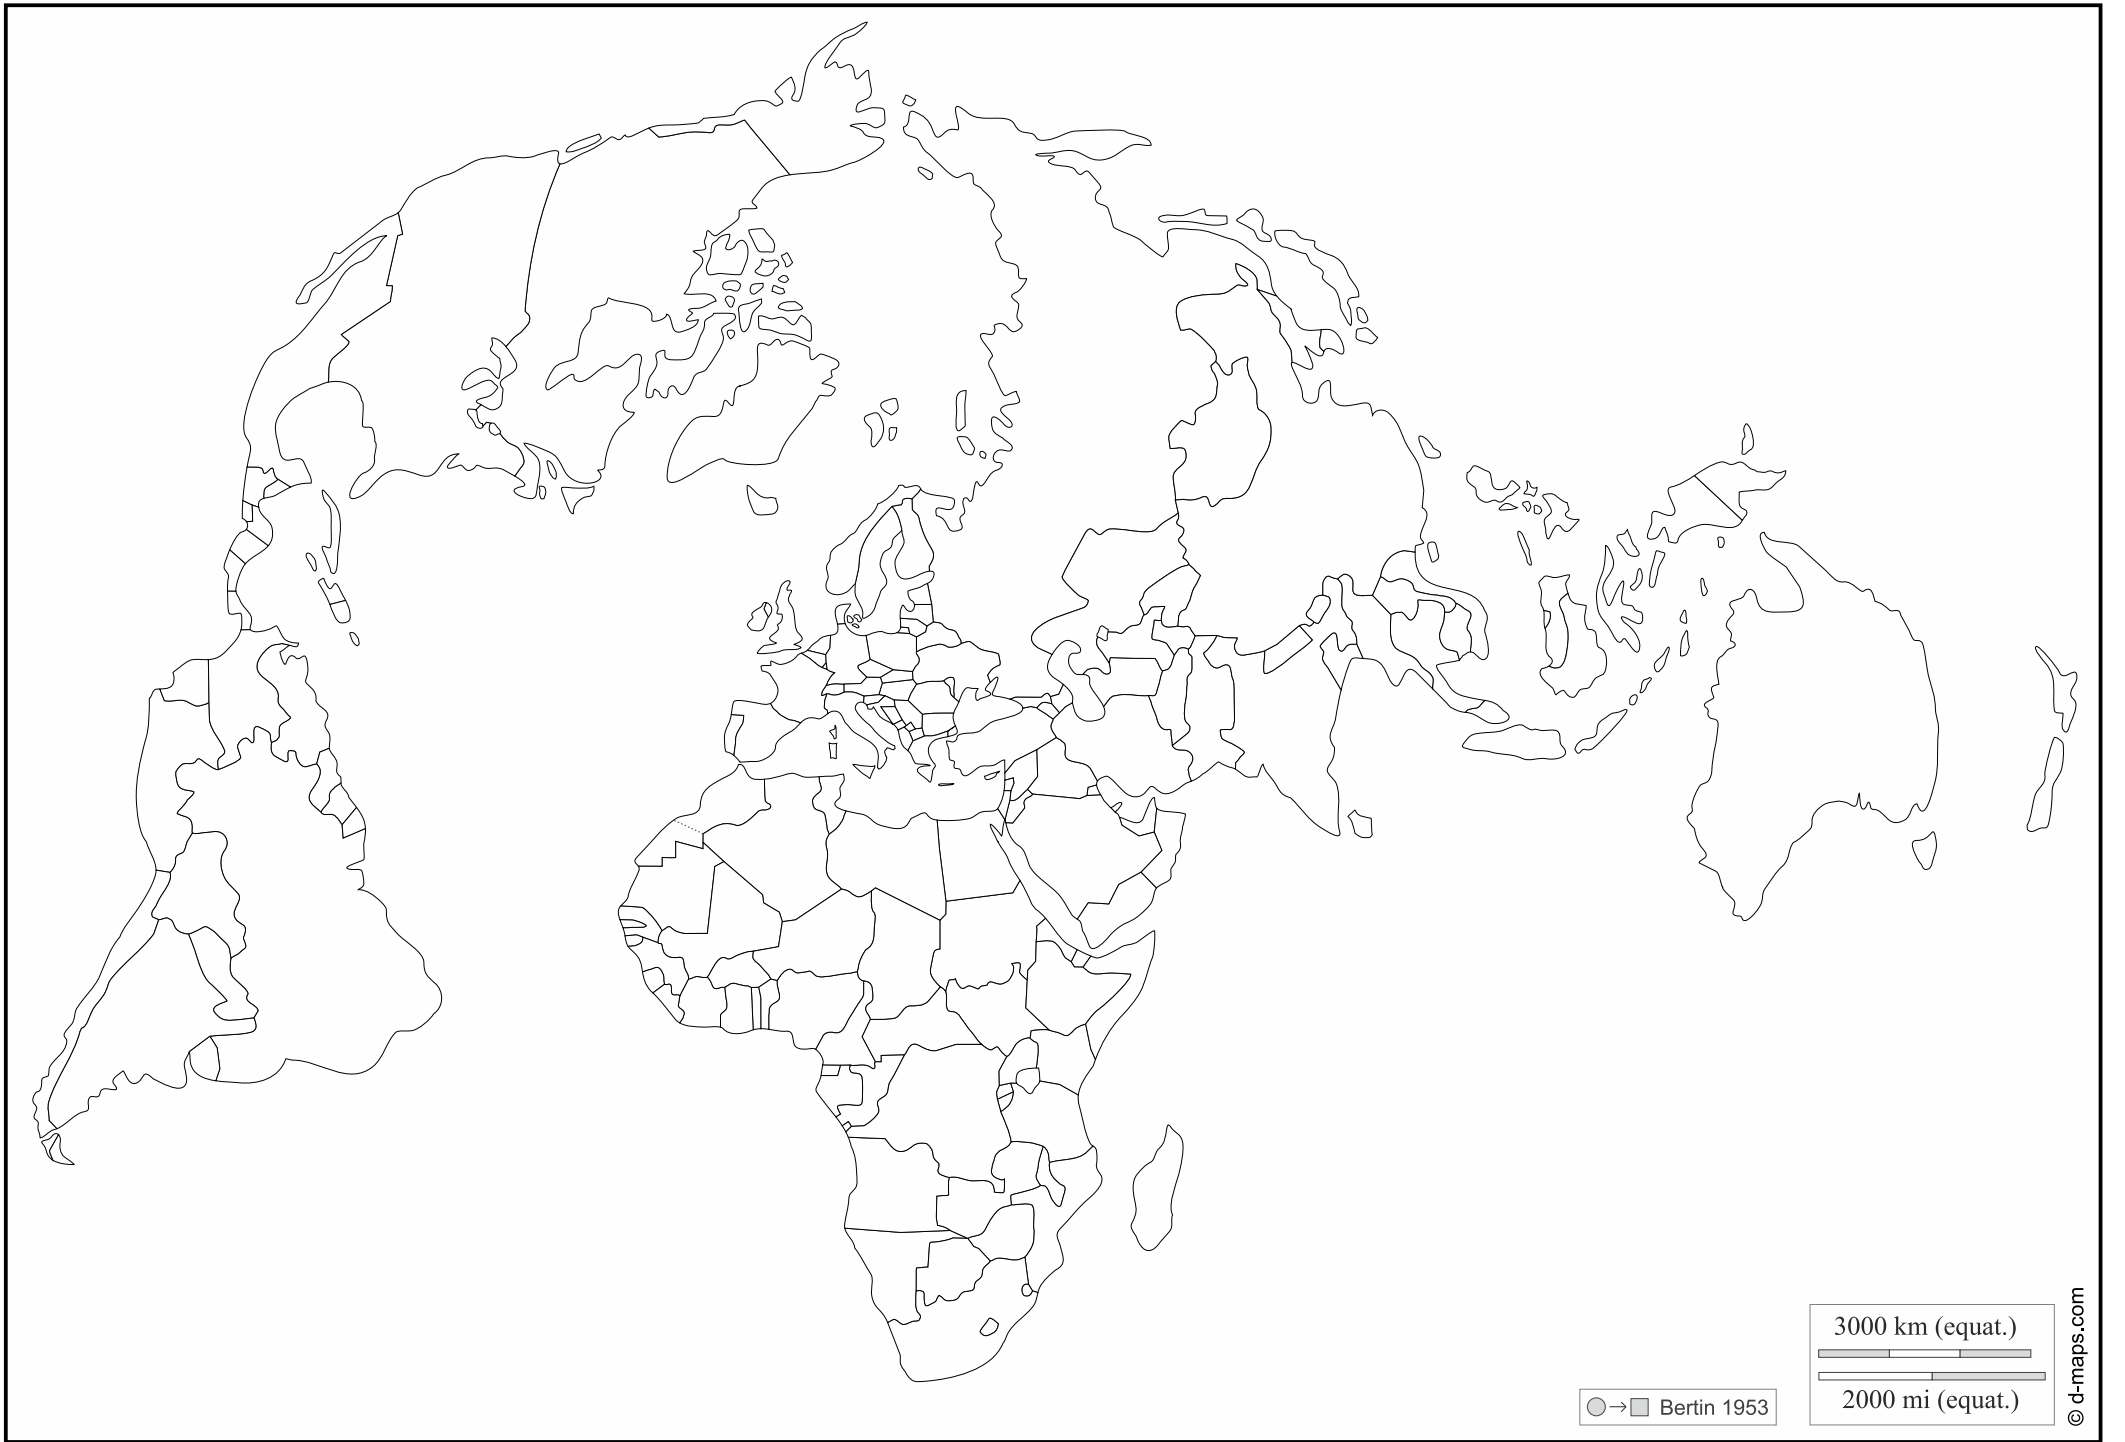 3000 km (equat.)
2000 mi (equat.)
→ Bertin 1953
© d-maps.com